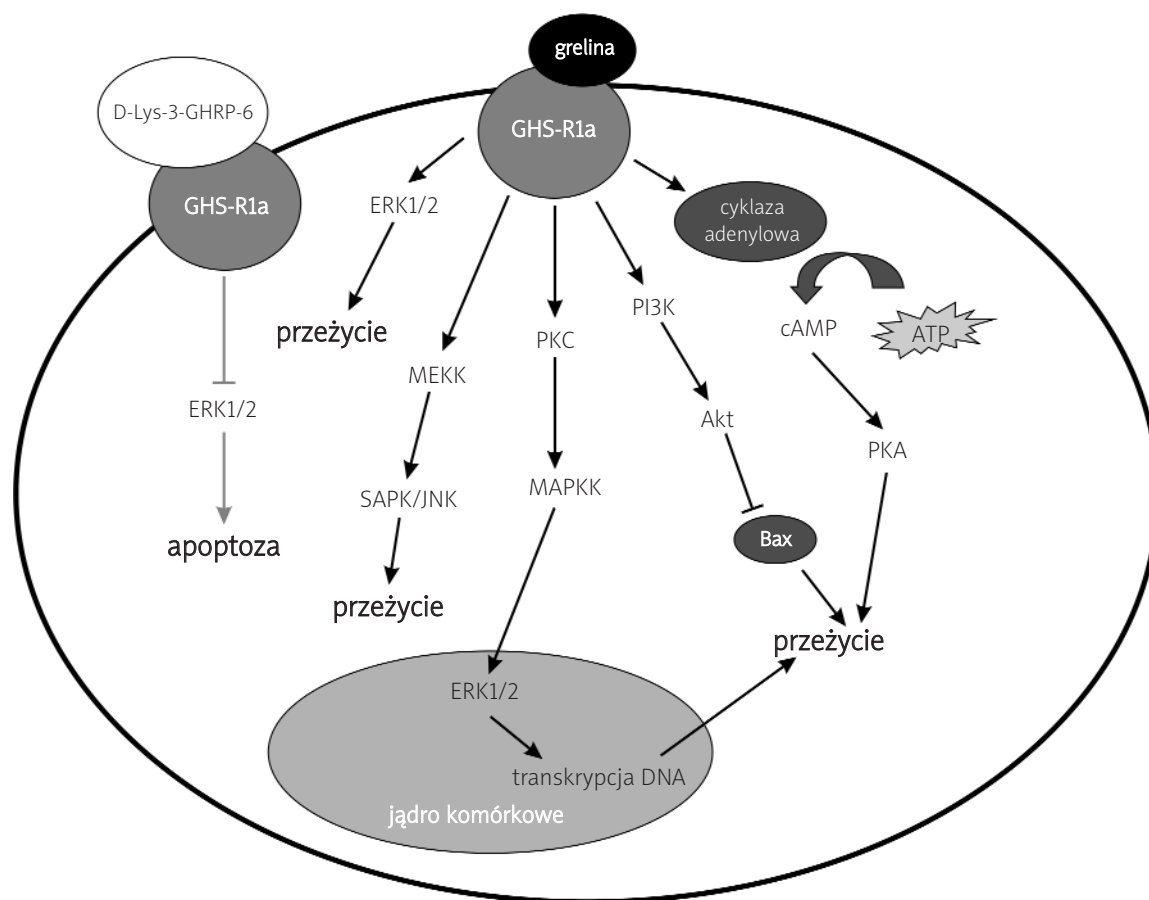 grelina
D-Lys-3-GHRP-6
GHS-R1a
GHS-R1a
ERK1/2
cyklaza
adenylowa
przeżycie
PI3K
cAMP
ATP
PKC
MEKK
ERK1/2
Akt
PKA
MAPKK
SAPK/JNK
apoptoza
Bax
przeżycie
przeżycie
ERK1/2
transkrypcja DNA
jądro komórkowe